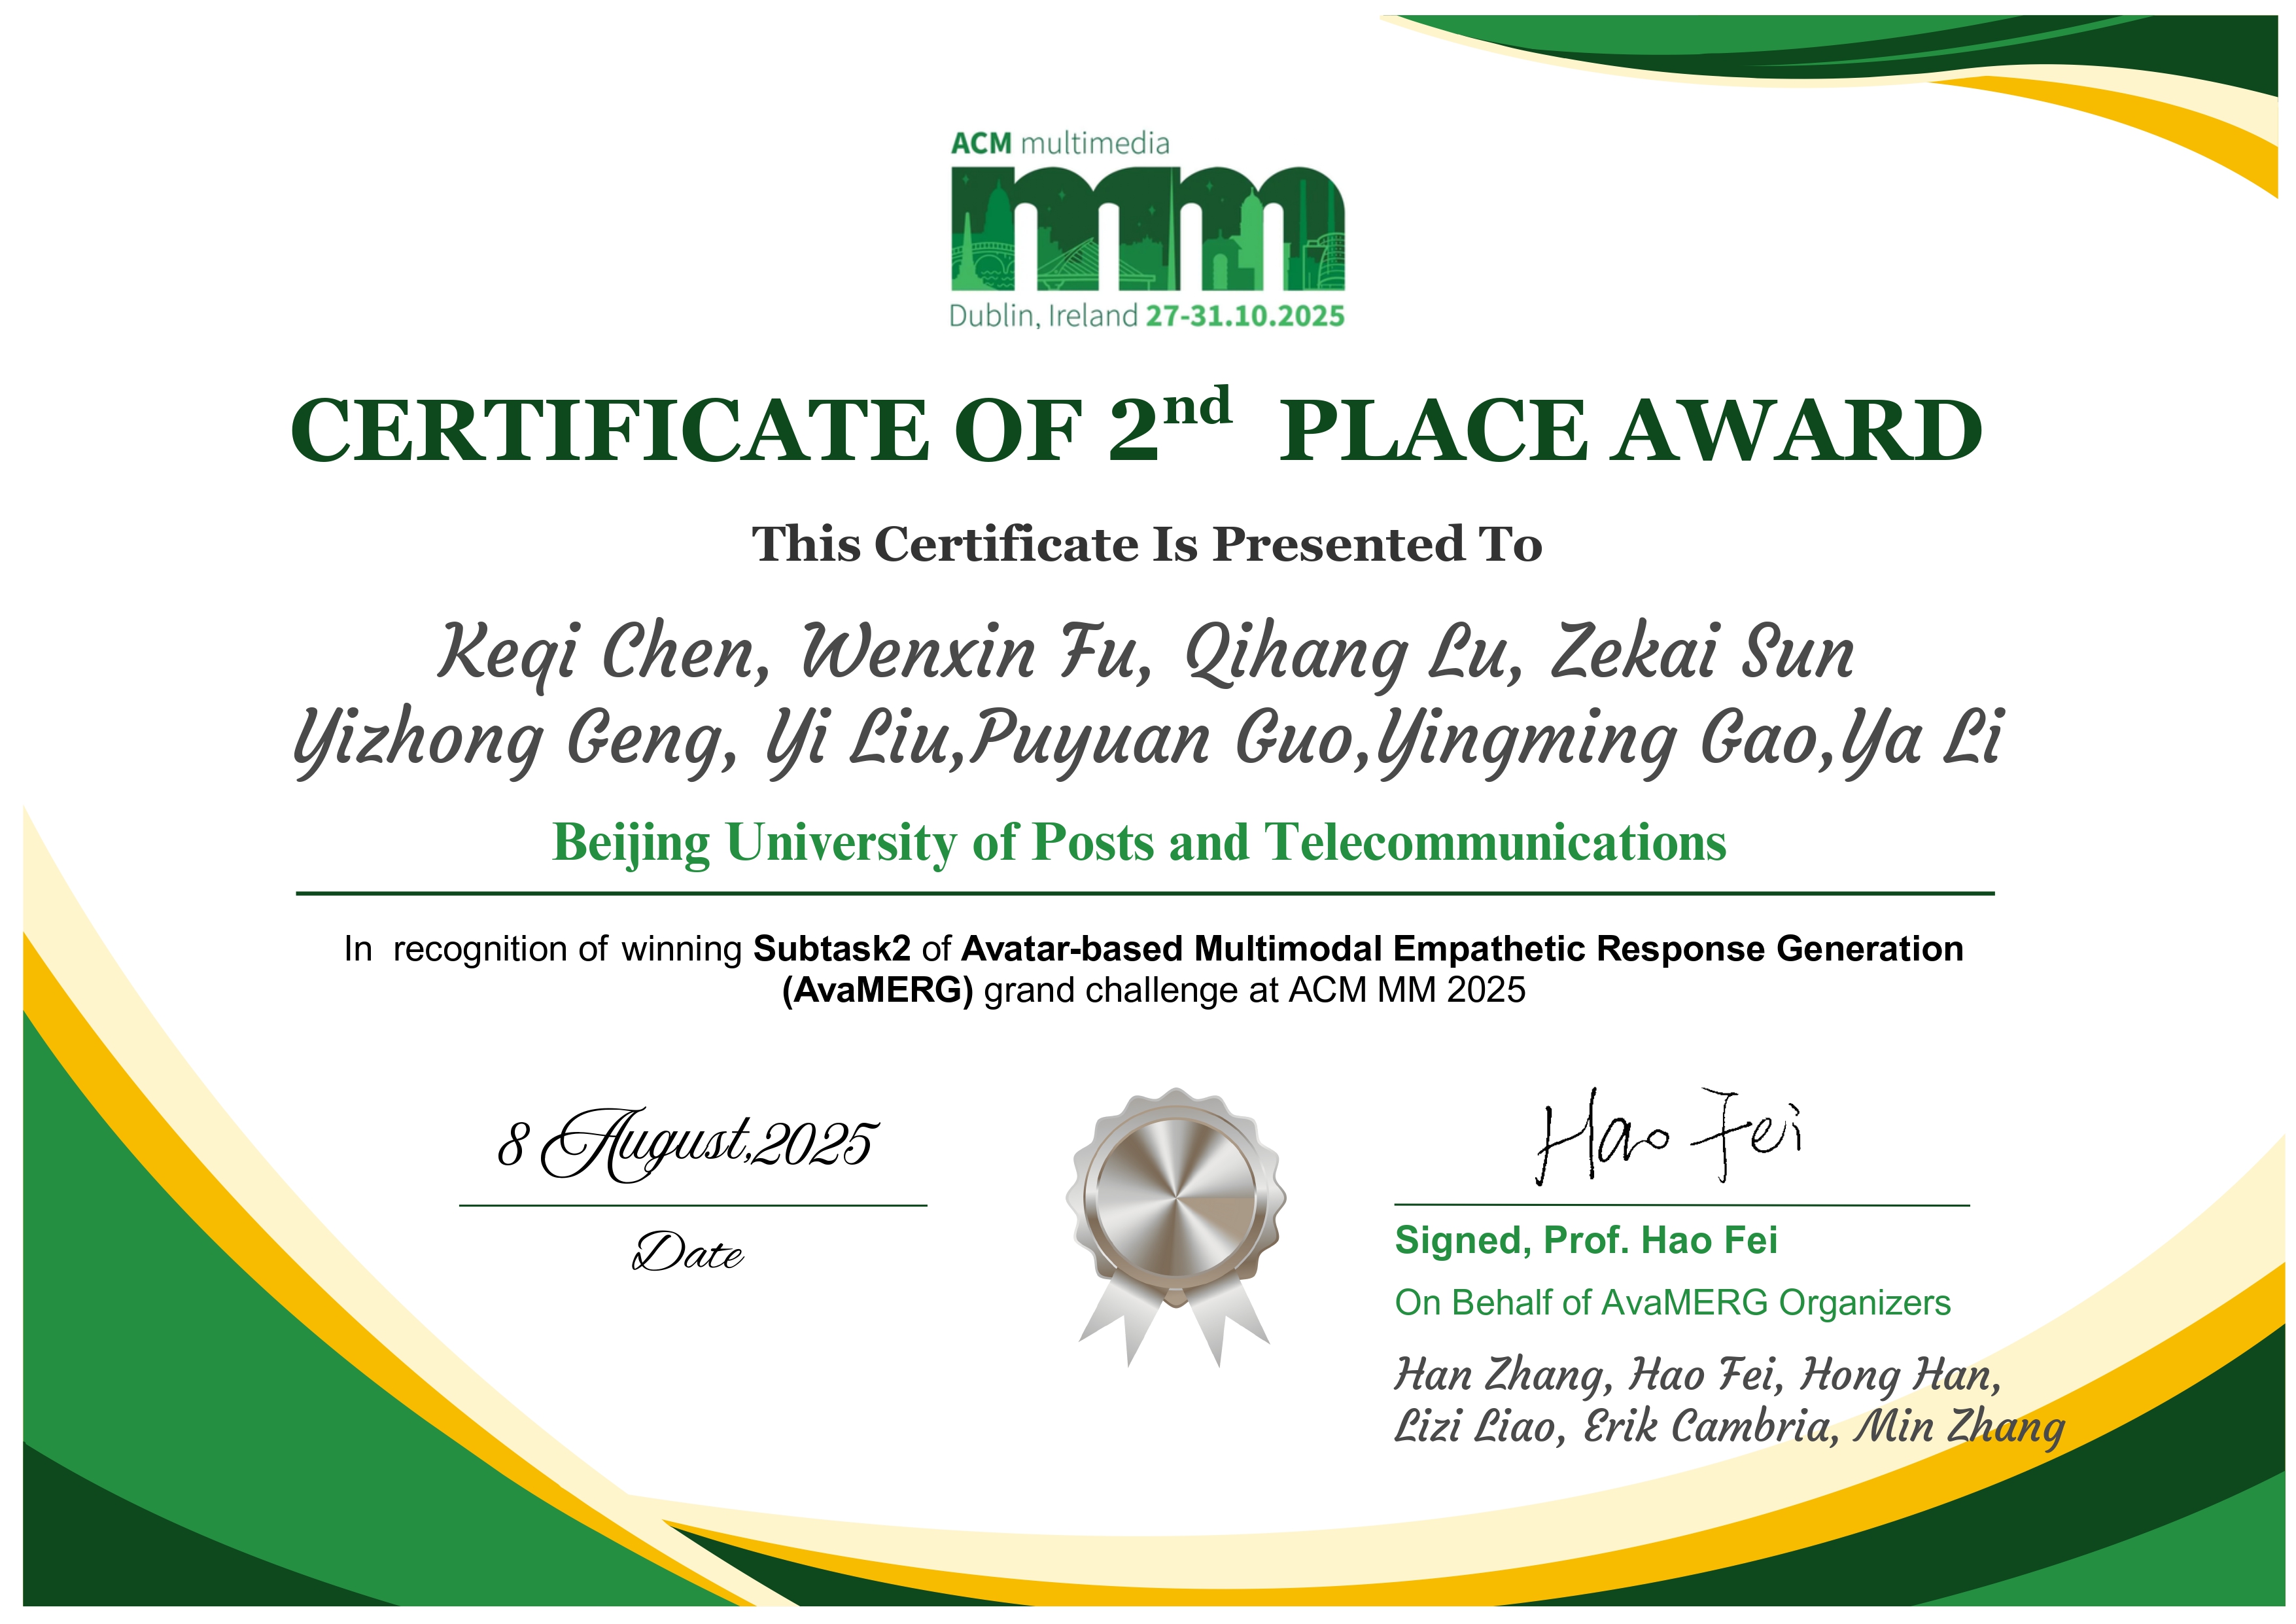 ACM multimedia
mm
Dublin, Ireland 27-31.10.2025
CERTIFICATE OF 2nd PLACE AWARD
This Certificate Is Presented To
Keqi Chen, Wenxin Fu, Qihang Lu, Zekai Sun
Yizhong Geng, Yi Liu,Puyuan Guo,Yingming Gao,Ya Li
Beijing University of Posts and Telecommunications
In recognition of winning Subtask2 of Avatar-based Multimodal Empathetic Response Generation
(AvaMERG) grand challenge at ACM MM 2025
8 August,2025
Date
Hao Fei
Signed, Prof. Hao Fei
On Behalf of AvaMERG Organizers
Han Zhang, Hao Fei, Hong Han,
Lizi Liao, Erik Cambria, Min Zhang